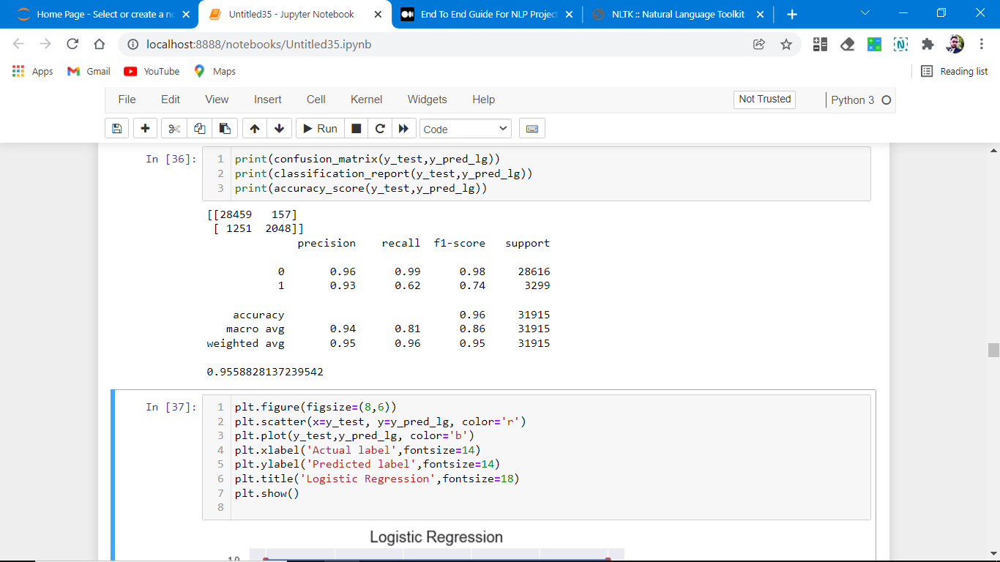 Home Page - Select or create a no
Untitled35 - Jupyter Notebook
End To End Guide For NLP Project
NLTK :: Natural Language Toolkit
localhost:8888/notebooks/Untitled35.ipynb
Apps Gmail YouTube Maps Reading list
File Edit View Insert Cell Kernel Widgets Help Not Trusted Python 3
Run Code
In [36]:
1 print(confusion_matrix(y_test,y_pred_lg))
2 print(classification_report(y_test,y_pred_lg))
3 print(accuracy_score(y_test,y_pred_lg))
[[28459 157]
[ 1251 2048]]
precision recall f1-score support
0 0.96 0.99 0.98 28616
1 0.93 0.62 0.74 3299
accuracy 0.96 31915
macro avg 0.94 0.81 0.86 31915
weighted avg 0.95 0.96 0.95 31915
0.9558828137239542
In [37]:
1 plt.figure(figsize=(8,6))
2 plt.scatter(x=y_test, y=y_pred_lg, color='r')
3 plt.plot(y_test,y_pred_lg, color='b')
4 plt.xlabel('Actual label',fontsize=14)
5 plt.ylabel('Predicted label',fontsize=14)
6 plt.title('Logistic Regression',fontsize=18)
7 plt.show()
8
Logistic Regression
1.0